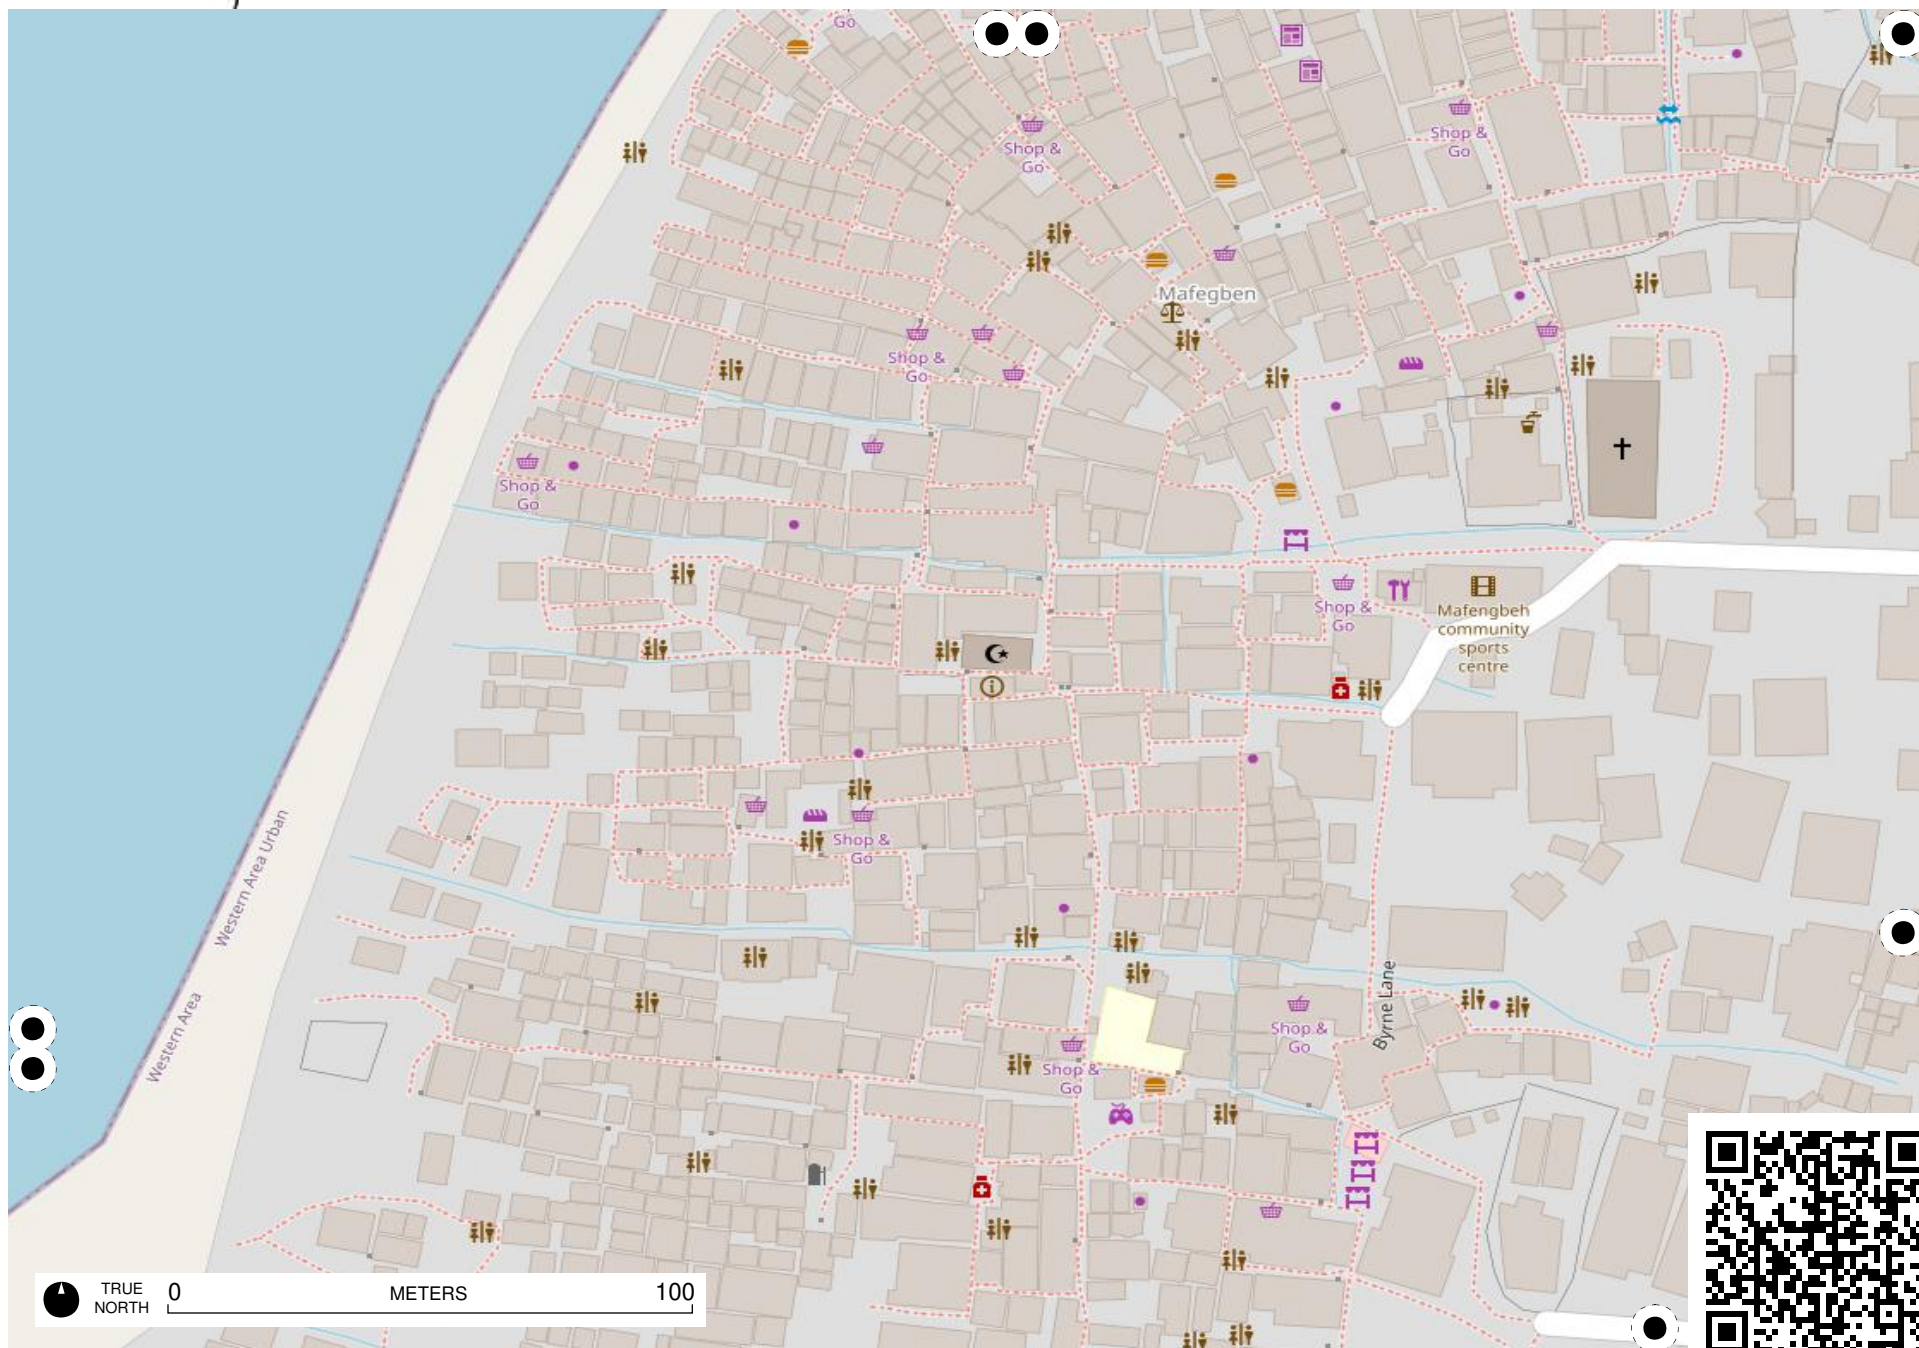 Go
Shop &
Go
Shop &
Go
Mafegben
Shop &
Go
Shop &
Go
Shop &
Go
Mafengbeh
community
sports
centre
Western Area Urban
Western Area
Shop &
Go
Byrne Lane
Shop &
Go
Shop &
Go
TRUE
NORTH
0
METERS
100